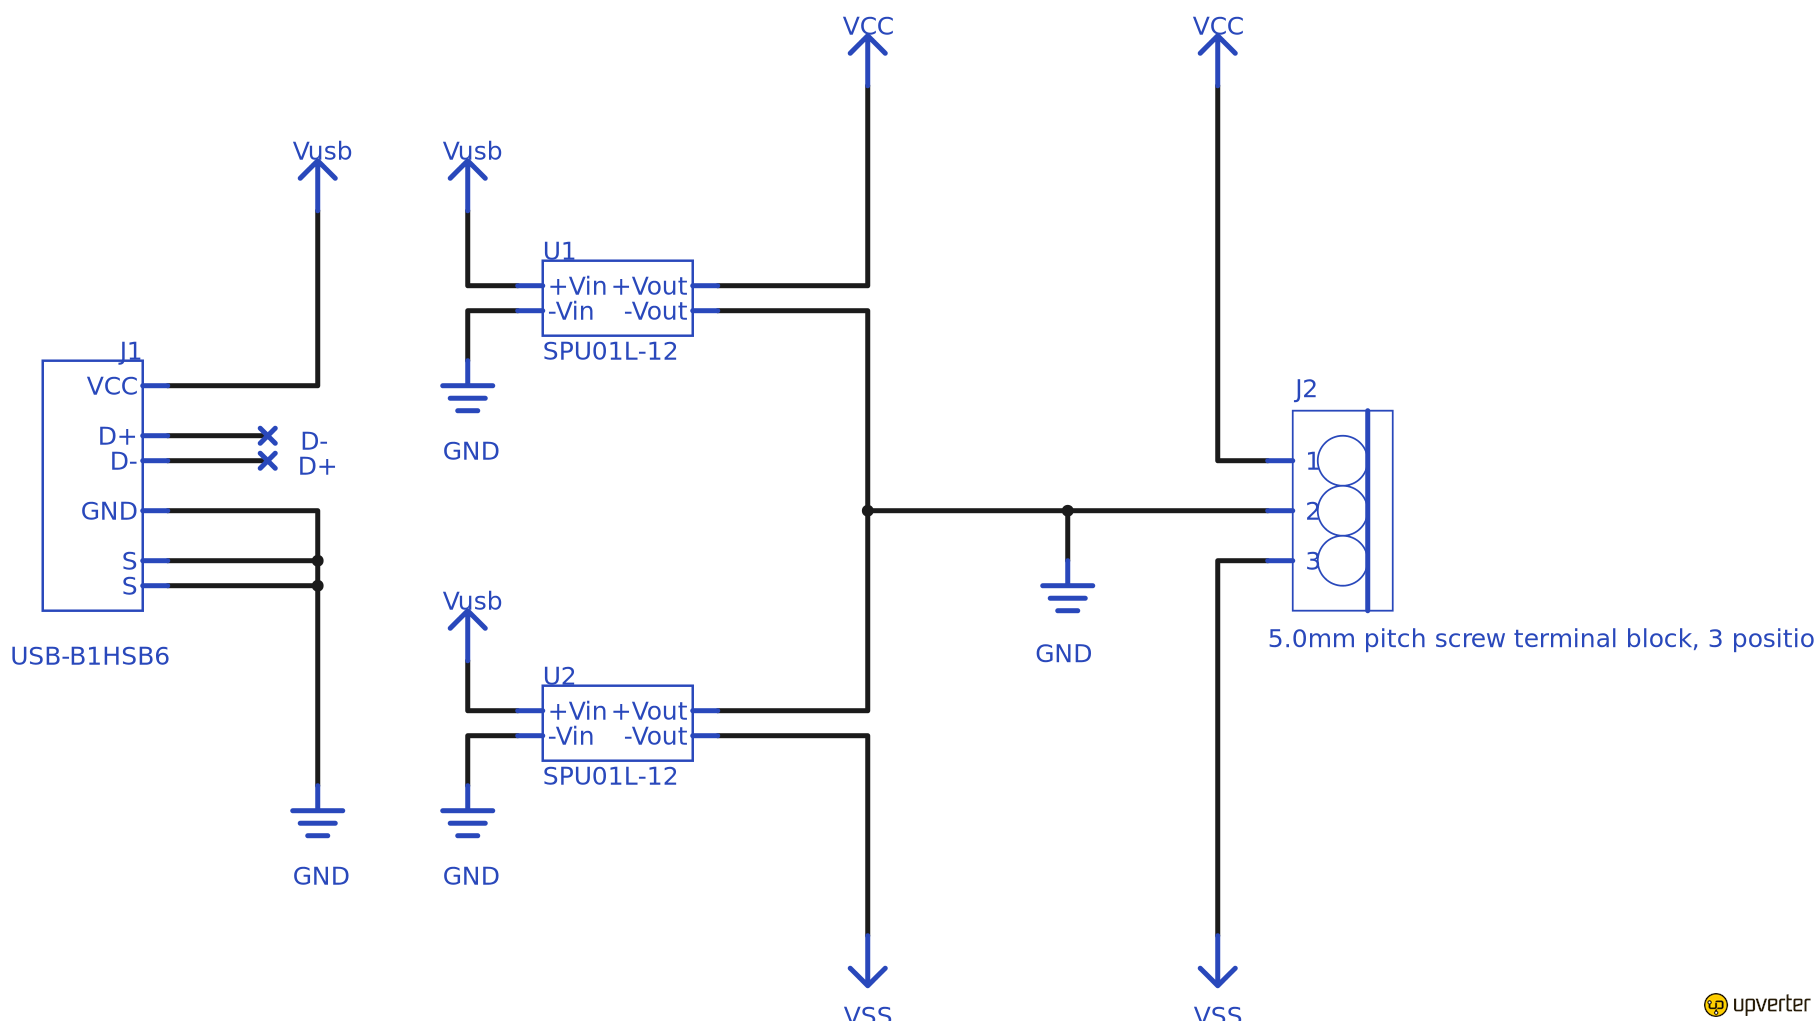 VCC
VCC
Vusb
Vusb
U1
+Vin +Vout
-Vin -Vout
SPU01L-12
J1
VCC
D+
D-
GND
S
S
USB-B1HSB6
D-
D+
GND
GND
J2
1
2
3
5.0mm pitch screw terminal block, 3 positio
GND
Vusb
U2
+Vin +Vout
-Vin -Vout
SPU01L-12
GND
GND
VSS
VSS
upverter